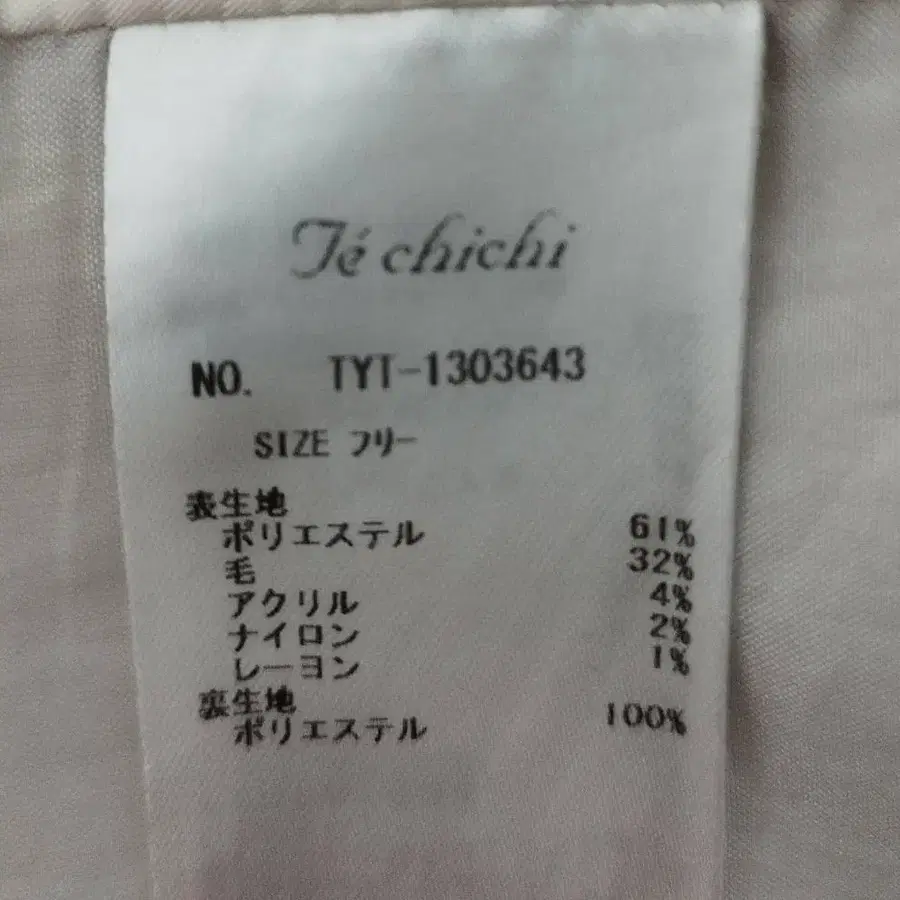 Té chichi
NO. TYT-1303643
SIZE フリー
表生地
ポリエステル 61%
毛 32%
アクリル 4%
ナイロン 2%
レーヨン 1%
裏生地
ポリエステル 100%